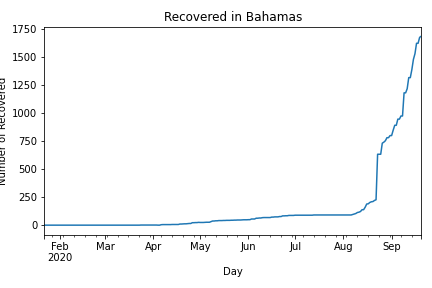 Recovered in Bahamas
1750
1500
1250
1000
750
500
250
0
Number of Recovered
Feb
2020
Mar
Apr
May
Jun
Jul
Aug
Sep
Day